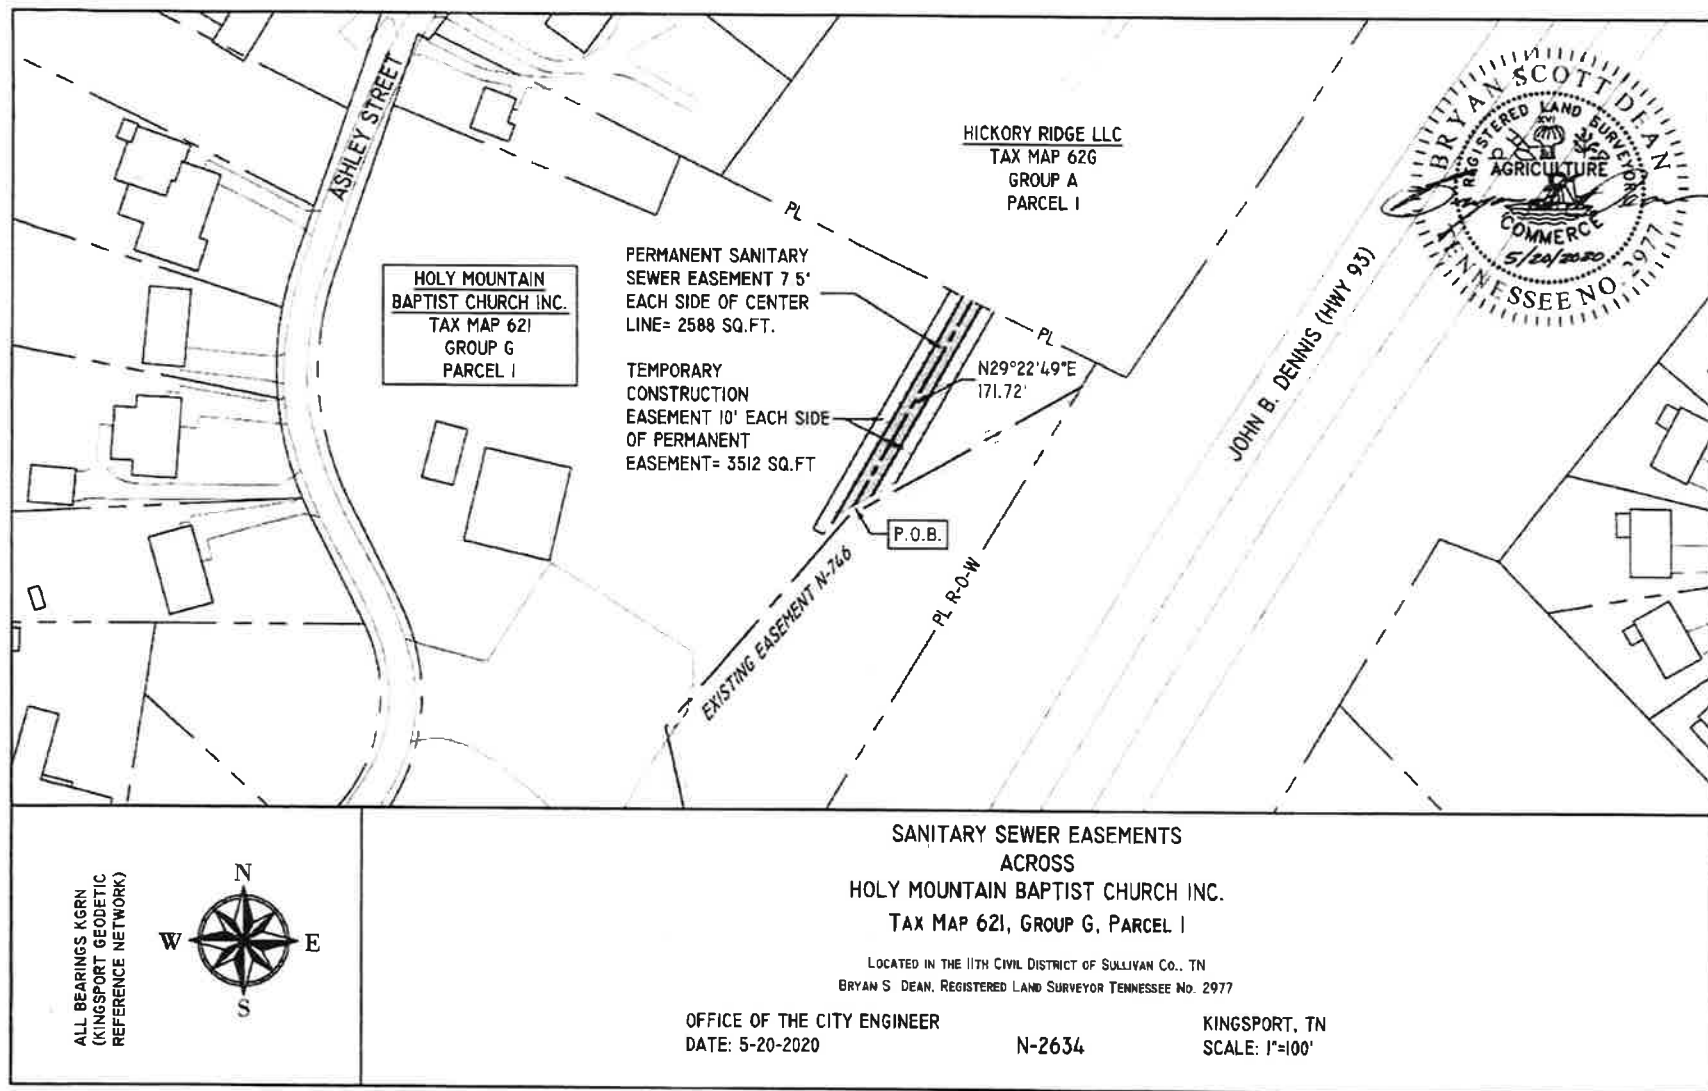 ASHLEY STREET
HICKORY RIDGE LLC
TAX MAP 62G
GROUP A
PARCEL 1
BRYAN SCOTT DEAN
REGISTERED LAND SURVEYOR
XVI
AGRICULTURE
COMMERCE
5/20/2020
TENNESSEE NO 2977
PL
PERMANENT SANITARY
SEWER EASEMENT 7 5'
EACH SIDE OF CENTER
LINE= 2588 SQ.FT.
HOLY MOUNTAIN
BAPTIST CHURCH INC.
TAX MAP 62I
GROUP G
PARCEL 1
PL
N29°22'49"E
171.72'
TEMPORARY
CONSTRUCTION
EASEMENT 10' EACH SIDE
OF PERMANENT
EASEMENT= 3512 SQ.FT
JOHN B. DENNIS (HWY 93)
P.O.B.
EXISTING EASEMENT N-746
PL R-O-W
ALL BEARINGS KGRN
(KINGSPORT GEODETIC
REFERENCE NETWORK)
N
W E
S
SANITARY SEWER EASEMENTS
ACROSS
HOLY MOUNTAIN BAPTIST CHURCH INC.
TAX MAP 62I, GROUP G, PARCEL 1
LOCATED IN THE 11TH CIVIL DISTRICT OF SULLIVAN CO., TN
BRYAN S DEAN, REGISTERED LAND SURVEYOR TENNESSEE NO. 2977
OFFICE OF THE CITY ENGINEER
DATE: 5-20-2020
N-2634
KINGSPORT, TN
SCALE: 1"=100'